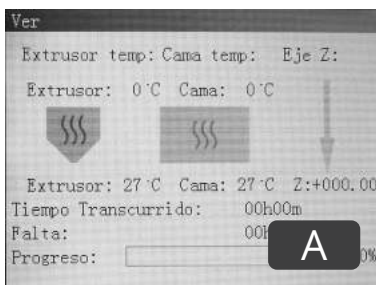 Ver
Extrusor temp: Cama temp: Eje Z:
Extrusor: 0°C Cama: 0°C
Extrusor: 27°C Cama: 27°C Z:+000.00
Tiempo Transcurrido: 00h00m
Falta:
Progreso: 0%
A